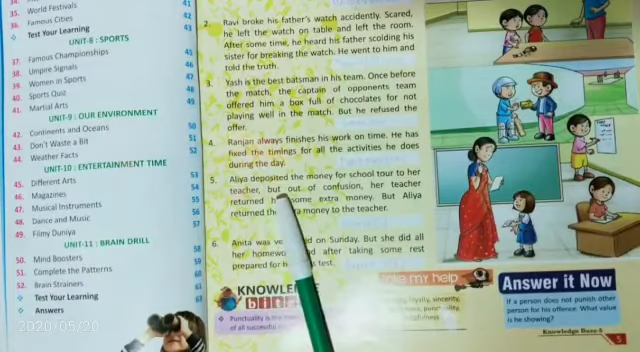 35. World Festivals 41
36. Famous Cities 42
Test Your Learning 43
UNIT-8 : SPORTS
37. Famous Championships 45
38. Umpire Signals 46
39. Women in Sports 47
40. Sports Quiz 48
41. Martial Arts 49
UNIT-9 : OUR ENVIRONMENT
42. Continents and Oceans 50
43. Don't Waste a Bit 51
44. Weather Facts 52
UNIT-10 : ENTERTAINMENT TIME
45. Different Arts 53
46. Magazines 54
47. Musical Instruments 55
48. Dance and Music 56
49. Filmy Duniya 57
UNIT-11 : BRAIN DRILL
50. Mind Boosters 58
51. Complete the Patterns 59
52. Brain Strainers 60
Test Your Learning 61
Answers 63
2020/05/20
2. Ravi broke his father's watch accidently. Scared,
he left the watch on table and left the room.
After some time, he heard his father scolding his
sister for breaking the watch. He went to him and
told the truth.
3. Yash is the best batsman in his team. Once before
the match, the captain of opponents team
offered him a box full of chocolates for not
playing well in the match. But he refused the
offer.
4. Ranjan always finishes his work on time. He has
fixed the timings for all the activities he does
during the day.
5. Aliya deposited the money for school tour to her
teacher, but out of confusion, her teacher
returned some extra money. But Aliya
returned the money to the teacher.
6. Anita was on Sunday. But she did all
her after taking some rest
prepared for test.
KNOWLEDGE
Punctuality is the
of all successful
my help
sincerity,
Answer it Now
If a person does not punish other
person for his offence. What value
is he showing?
Knowledge Daze-5
5